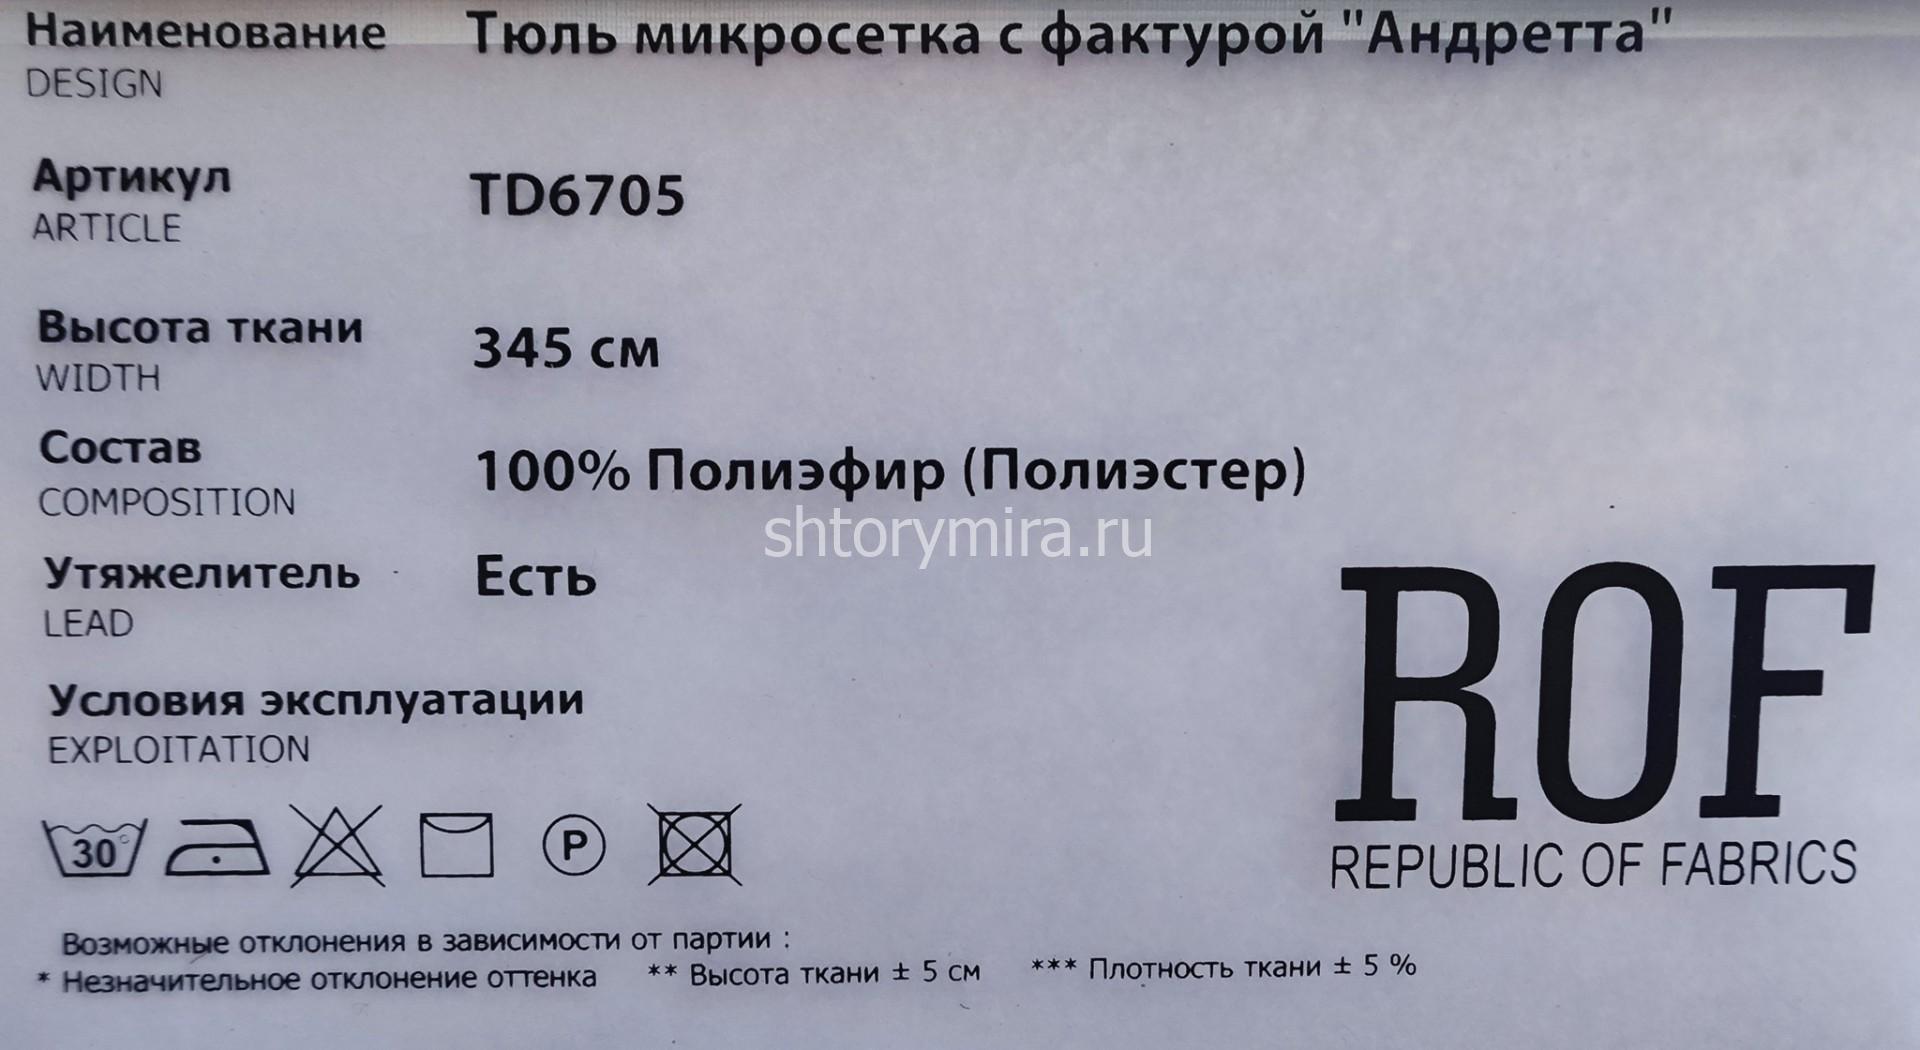 Наименование Тюль микросетка с фактурой "Андретта"
DESIGN
Артикул TD6705
ARTICLE
Высота ткани 345 см
WIDTH
Состав 100% Полиэфир (Полиэстер)
COMPOSITION
shtorymira.ru
Утяжелитель Есть
LEAD
Условия эксплуатации
EXPLOITATION
30° P
ROF
REPUBLIC OF FABRICS
Возможные отклонения в зависимости от партии :
* Незначительное отклонение оттенка ** Высота ткани ± 5 см *** Плотность ткани ± 5 %